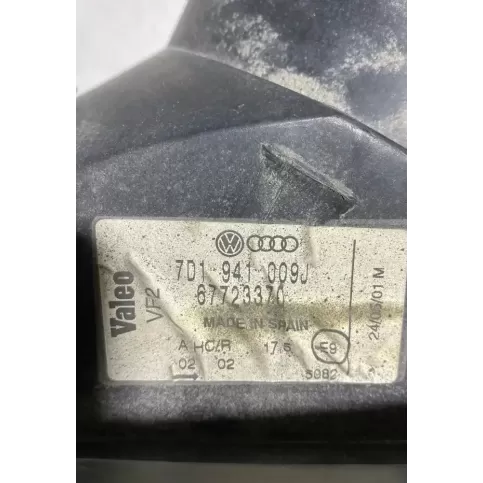 7D1 941 009J
67723370
MADE IN SPAIN
A HC/R 17.5 E9
02 02
5082
Valeo
VF2
24/05/01 M